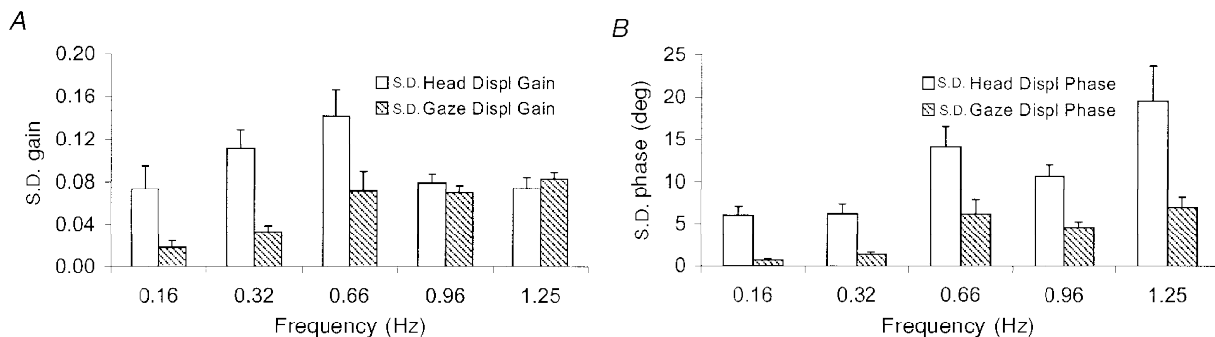 A
S.D. gain
0.20
0.16
0.12
0.08
0.04
0.00
S.D. Head Displ Gain
S.D. Gaze Displ Gain
0.16 0.32 0.66 0.96 1.25
Frequency (Hz)
B
S.D. phase (deg)
25
20
15
10
5
0
S.D. Head Displ Phase
S.D. Gaze Displ Phase
0.16 0.32 0.66 0.96 1.25
Frequency (Hz)